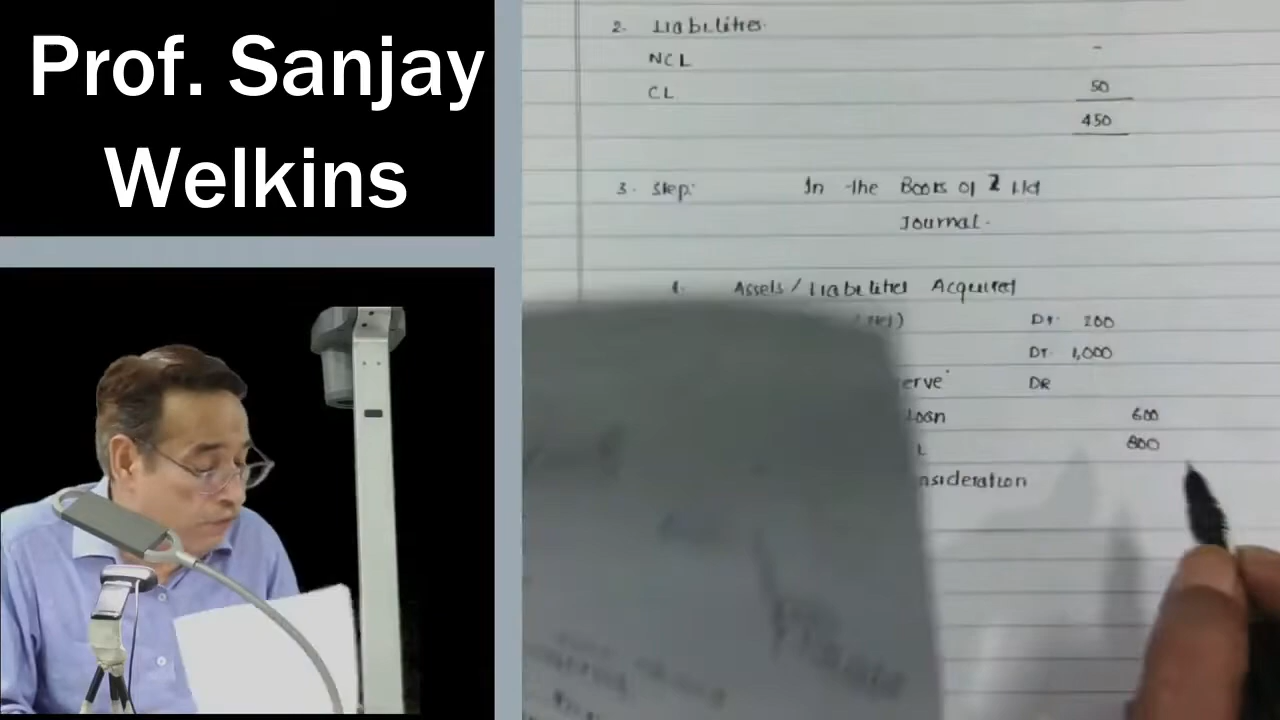 Prof. Sanjay
Welkins
2. Liabilities.
NCL -
CL 50
450
3. Step: In the Books of Z Ltd
Journal.
1. Assets/Liabilities Acquired
Dr. 200
Dr. 1,000
erve DR
Loan 600
L 800
nsideration